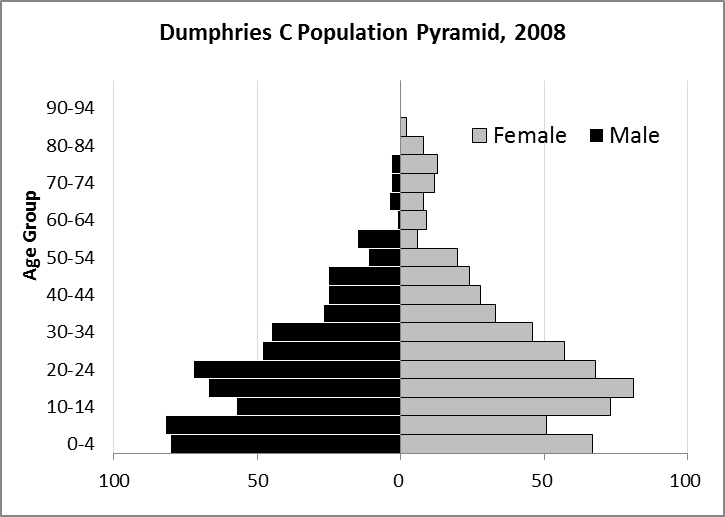 Dumphries C Population Pyramid, 2008
Female
Male
Age Group
90-94
80-84
70-74
60-64
50-54
40-44
30-34
20-24
10-14
0-4
100 50 0 50 100